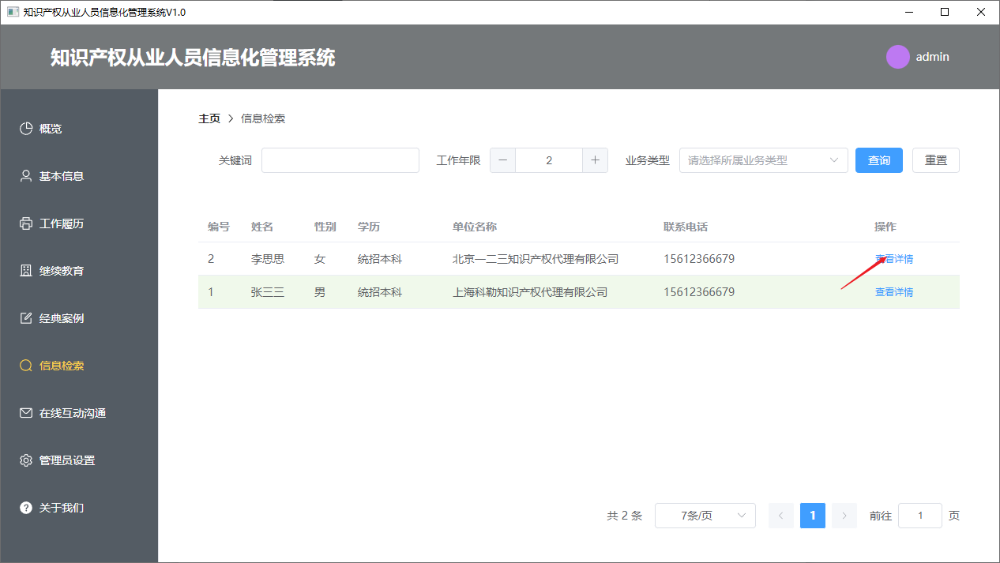 知识产权从业人员信息化管理系统V1.0
知识产权从业人员信息化管理系统
admin
概览
基本信息
工作履历
继续教育
经典案例
信息检索
在线互动沟通
管理员设置
关于我们
主页 > 信息检索
关键词 工作年限 2 业务类型 请选择所属业务类型 查询 重置
编号 姓名 性别 学历 单位名称 联系电话 操作
2 李思思 女 统招本科 北京一二三知识产权代理有限公司 15612366679 查看详情
1 张三三 男 统招本科 上海科勒知识产权代理有限公司 15612366679 查看详情
共 2 条 7条/页 1 前往 1 页